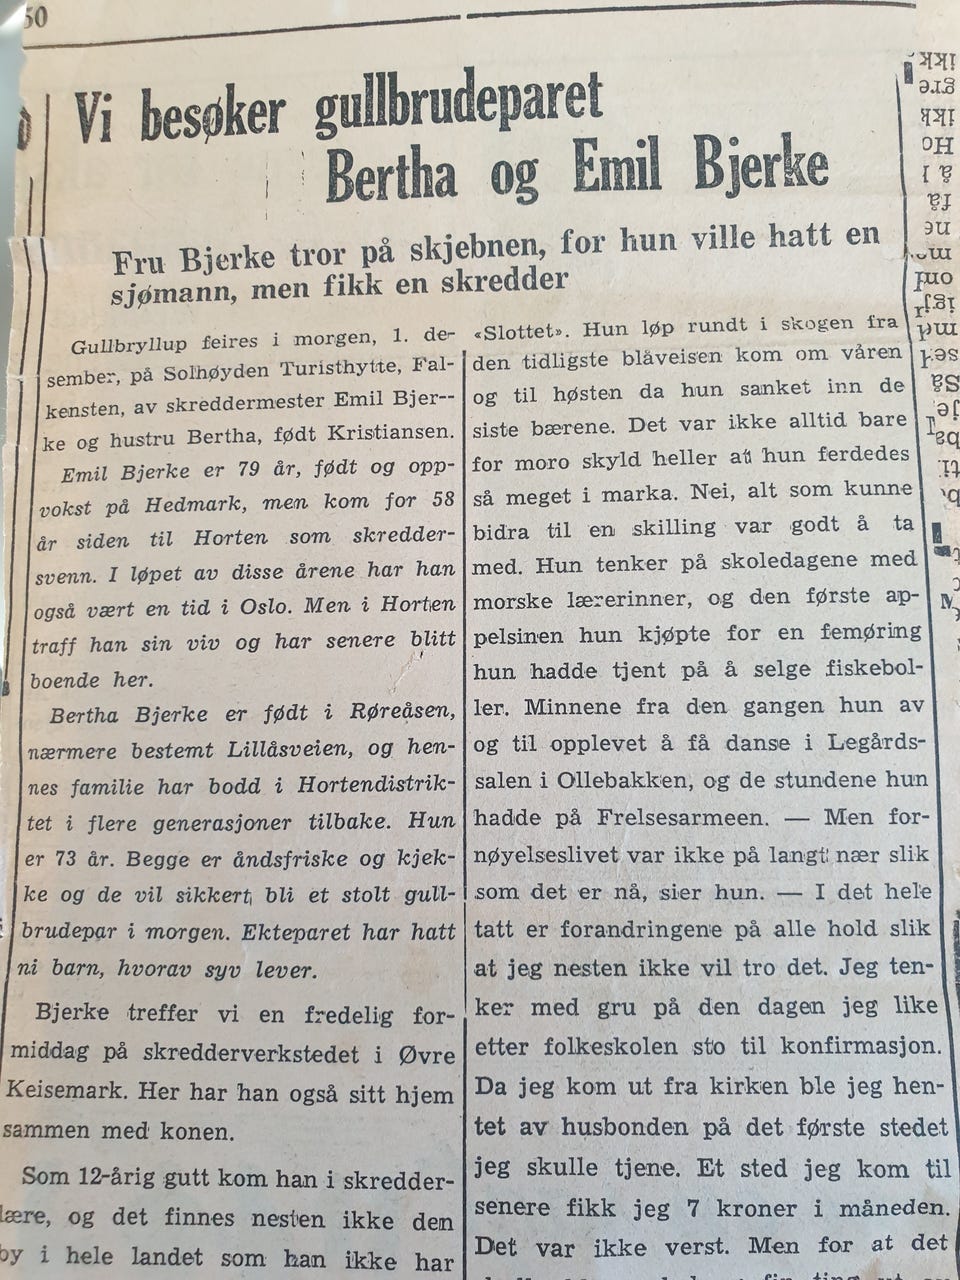 50
Vi besøker gullbrudeparet
Bertha og Emil Bjerke
Fru Bjerke tror på skjebnen, for hun ville hatt en
sjømann, men fikk en skredder
Gullbryllup feires i morgen, 1. de-
sember, på Solhøyden Turisthytte, Fal-
kensten, av skreddermester Emil Bjer--
ke og hustru Bertha, født Kristiansen.
Emil Bjerke er 79 år, født og opp-
vokst på Hedmark, men kom for 58
år siden til Horten som skredder-
svenn. I løpet av disse årene har han
også vært en tid i Oslo. Men i Horten
traff han sin viv og har senere blitt
boende her.
Bertha Bjerke er født i Røreåsen,
nærmere bestemt Lillåsveien, og hen-
nes familie har bodd i Hortendistrik-
tet i flere generasjoner tilbake. Hun
er 73 år. Begge er åndsfriske og kjek-
ke og de vil sikkert bli et stolt gull-
brudepar i morgen. Ekteparet har hatt
ni barn, hvorav syv lever.
Bjerke treffer vi en fredelig for-
middag på skredderverkstedet i Øvre
Keisemark. Her har han også sitt hjem
sammen med konen.
Som 12-årig gutt kom han i skredder-
lære, og det finnes nesten ikke den
by i hele landet som han ikke har
«Slottet». Hun løp rundt i skogen fra
den tidligste blåveisen kom om våren
og til høsten da hun sanket inn de
siste bærene. Det var ikke alltid bare
for moro skyld heller at hun ferdedes
så meget i marka. Nei, alt som kunne
bidra til en skilling var godt å ta
med. Hun tenker på skoledagene med
morske lærerinner, og den første ap-
pelsinen hun kjøpte for en femøring
hun hadde tjent på å selge fiskebol-
ler. Minnene fra den gangen hun av
og til opplevet å få danse i Legårds-
salen i Ollebakken, og de stundene hun
hadde på Frelsesarmeen. — Men for-
nøyelseslivet var ikke på langt nær slik
som det er nå, sier hun. — I det hele
tatt er forandringene på alle hold slik
at jeg nesten ikke vil tro det. Jeg ten-
ker med gru på den dagen jeg like
etter folkeskolen sto til konfirmasjon.
Da jeg kom ut fra kirken ble jeg hen-
tet av husbonden på det første stedet
jeg skulle tjene. Et sted jeg kom til
senere fikk jeg 7 kroner i måneden.
Det var ikke verst. Men for at det